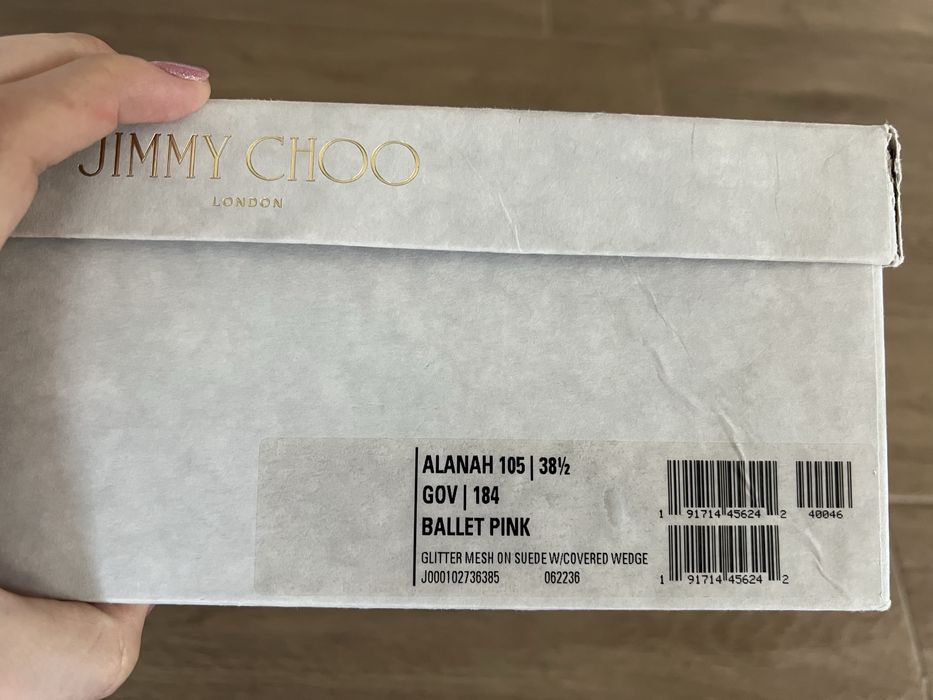 JIMMY CHOO
LONDON
ALANAH 105 | 38½
GOV | 184
BALLET PINK
GLITTER MESH ON SUEDE W/COVERED WEDGE
J000102736385 062236
1 91714 45624 2 40046
1 91714 45624 2